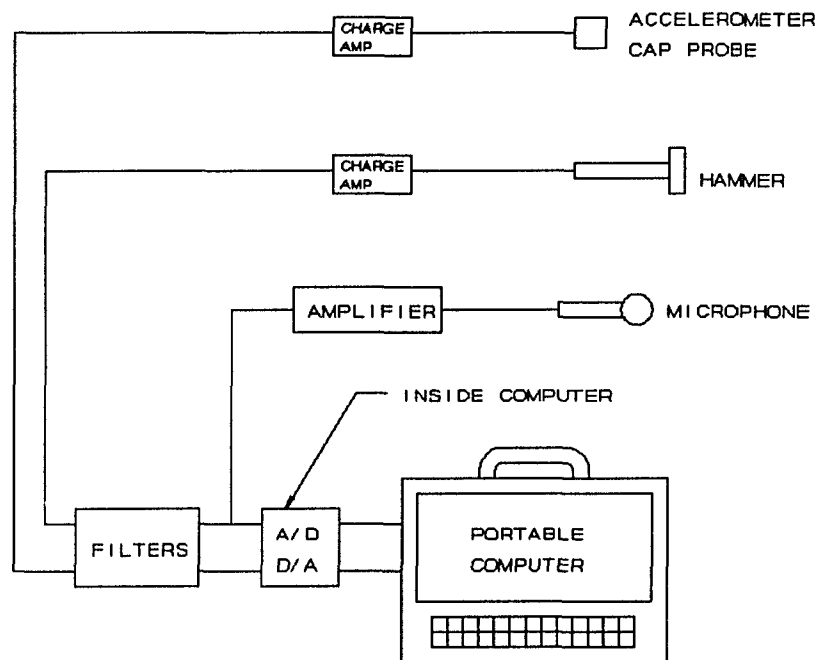 CHARGE
AMP
ACCELEROMETER
CAP PROBE
CHARGE
AMP
HAMMER
AMPLIFIER
MICROPHONE
INSIDE COMPUTER
FILTERS
A/D
D/A
PORTABLE
COMPUTER